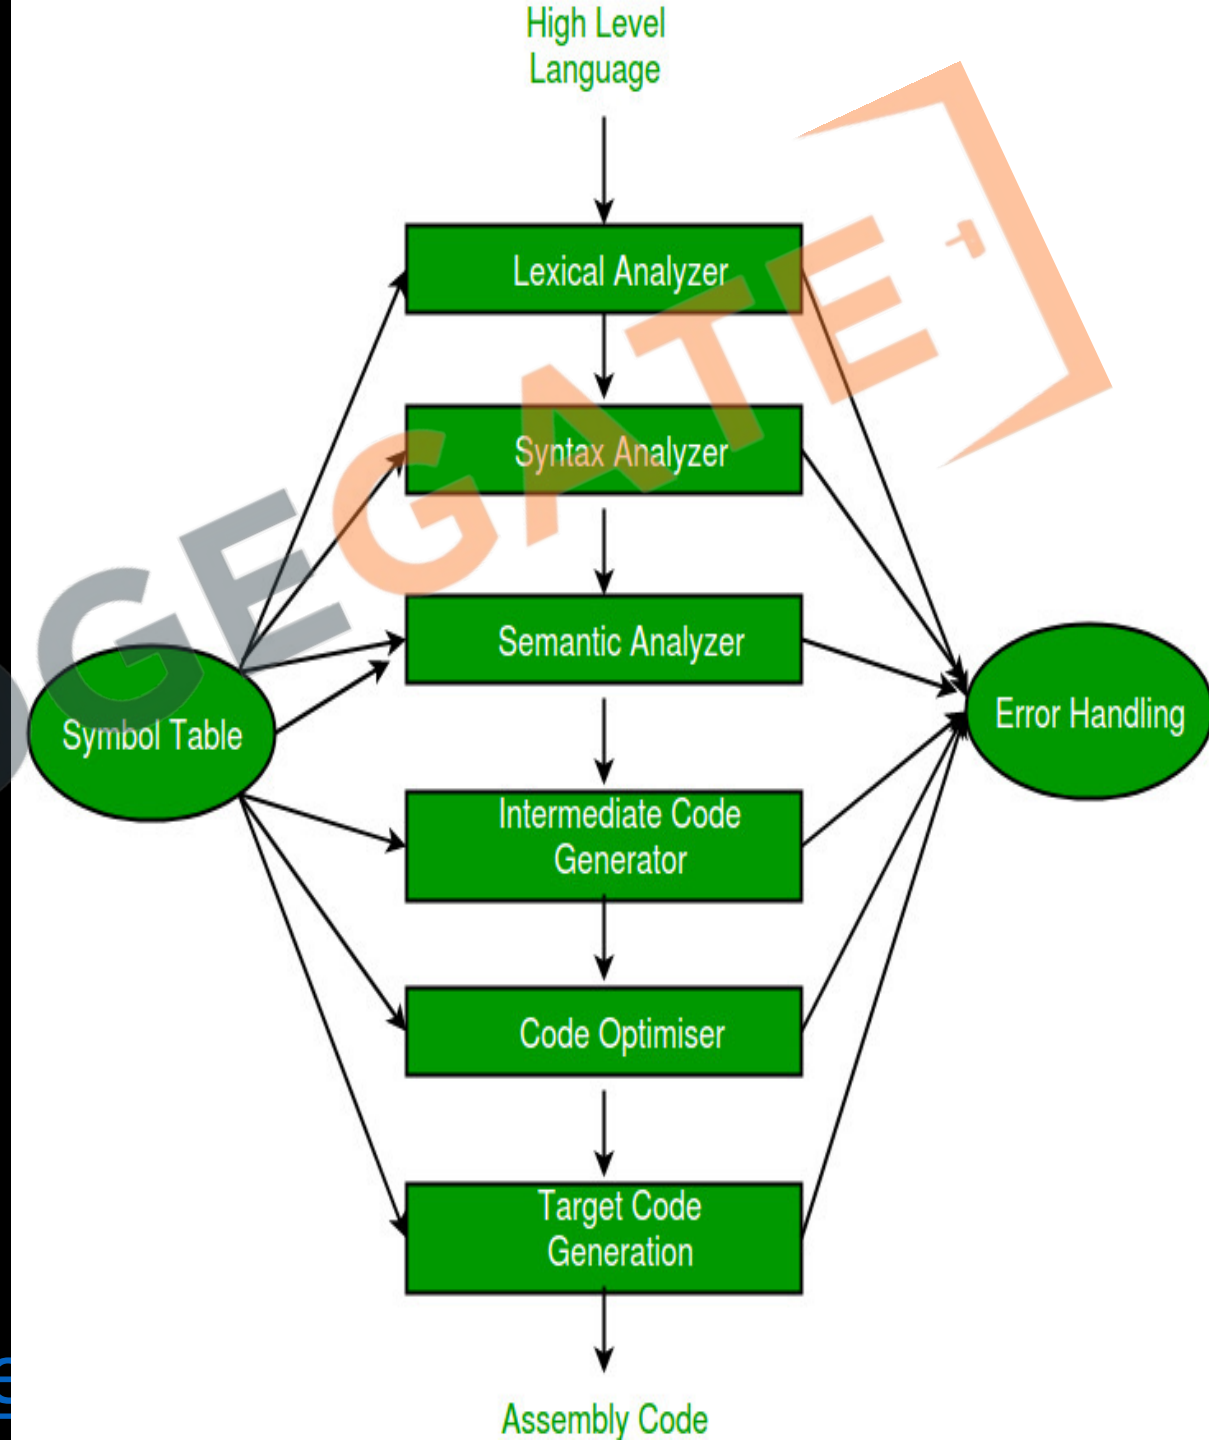 High Level
Language
Lexical Analyzer
Syntax Analyzer
Semantic Analyzer
Symbol Table
Error Handling
Intermediate Code
Generator
Code Optimiser
Target Code
Generation
Assembly Code
GEGATE